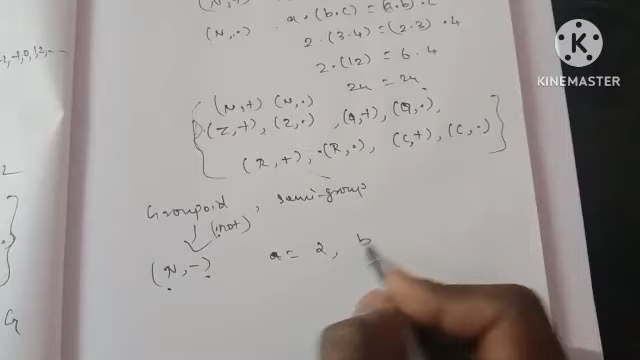 (N, .) a . (b . c) = (a . b) . c
2 . (3 . 4) = (2 . 3) . 4
2 . (12) = 6 . 4
24 = 24
(N, +) (N, .)
(Z, +), (Z, .), (Q, +), (Q, .),
(R, +), (R, .), (C, +), (C, .)
Groupoid, semi-group
(not)
(N, -) a = 2, b
KINEMASTER